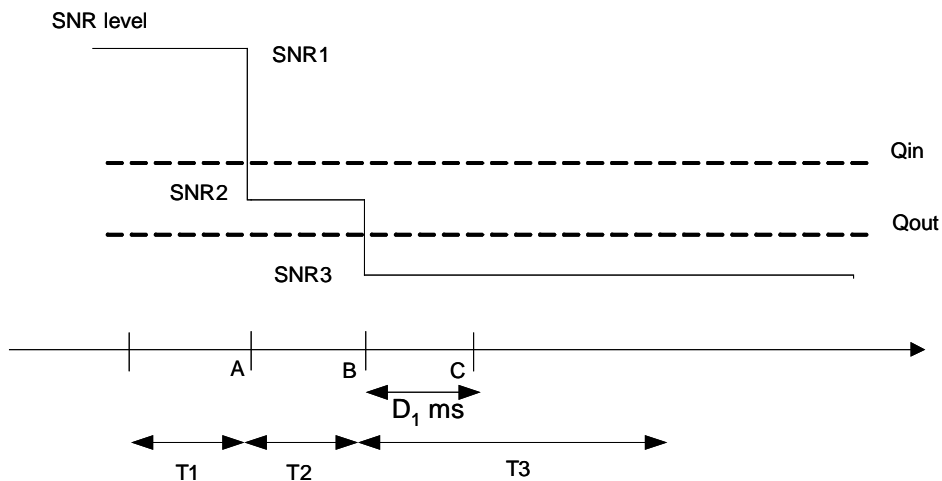 SNR level
SNR1
Qin
SNR2
Qout
SNR3
A
B
C
D₁ ms
T1
T2
T3